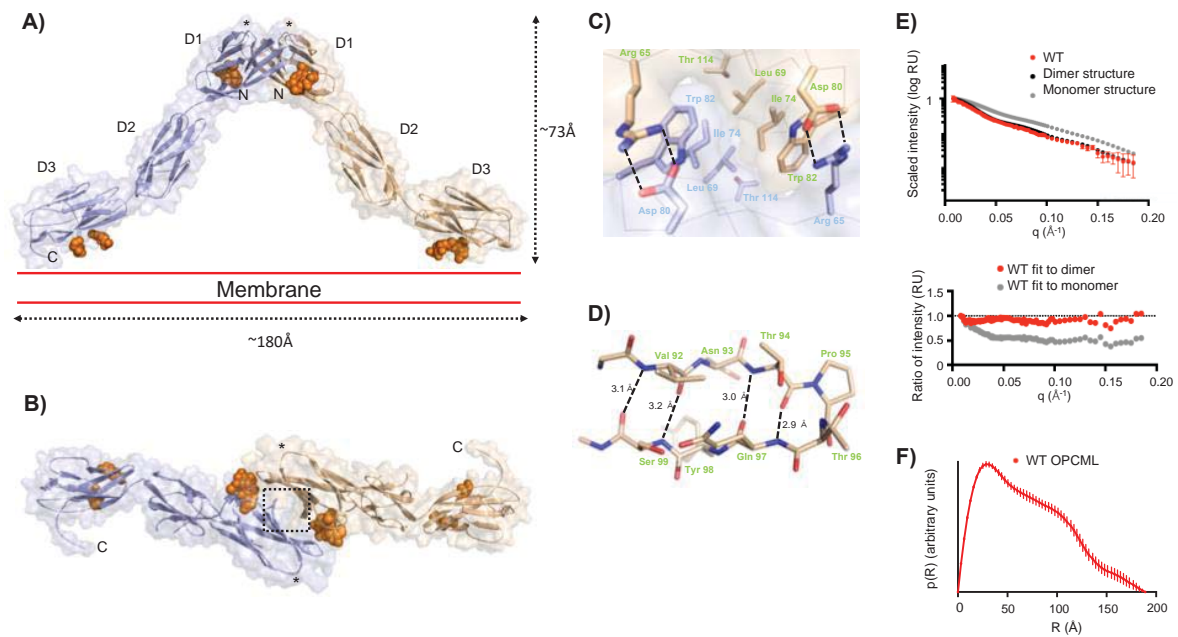 A)
* *
D1 D1
N N
D2 D2
D3 D3
C
~73Å
Membrane
~180Å
B)
*
C
C
*
C)
Arg 65
Thr 114
Leu 69
Asp 80
Trp 82
Ile 74
Ile 74
Leu 69
Trp 82
Asp 80
Thr 114
Arg 65
D)
Val 92
Asn 93
Thr 94
Pro 95
3.1 Å
3.2 Å
3.0 Å
2.9 Å
Ser 99
Tyr 98
Gln 97
Thr 96
E)
WT
Dimer structure
Monomer structure
Scaled intensity (log RU)
1
0.00 0.05 0.10 0.15 0.20
q (Å-1)
WT fit to dimer
WT fit to monomer
Ratio of intensity (RU)
1.5
1.0
0.5
0
0.00 0.05 0.10 0.15 0.20
q (Å-1)
F)
WT OPCML
p(R) (arbitrary units)
0 50 100 150 200
R (Å)